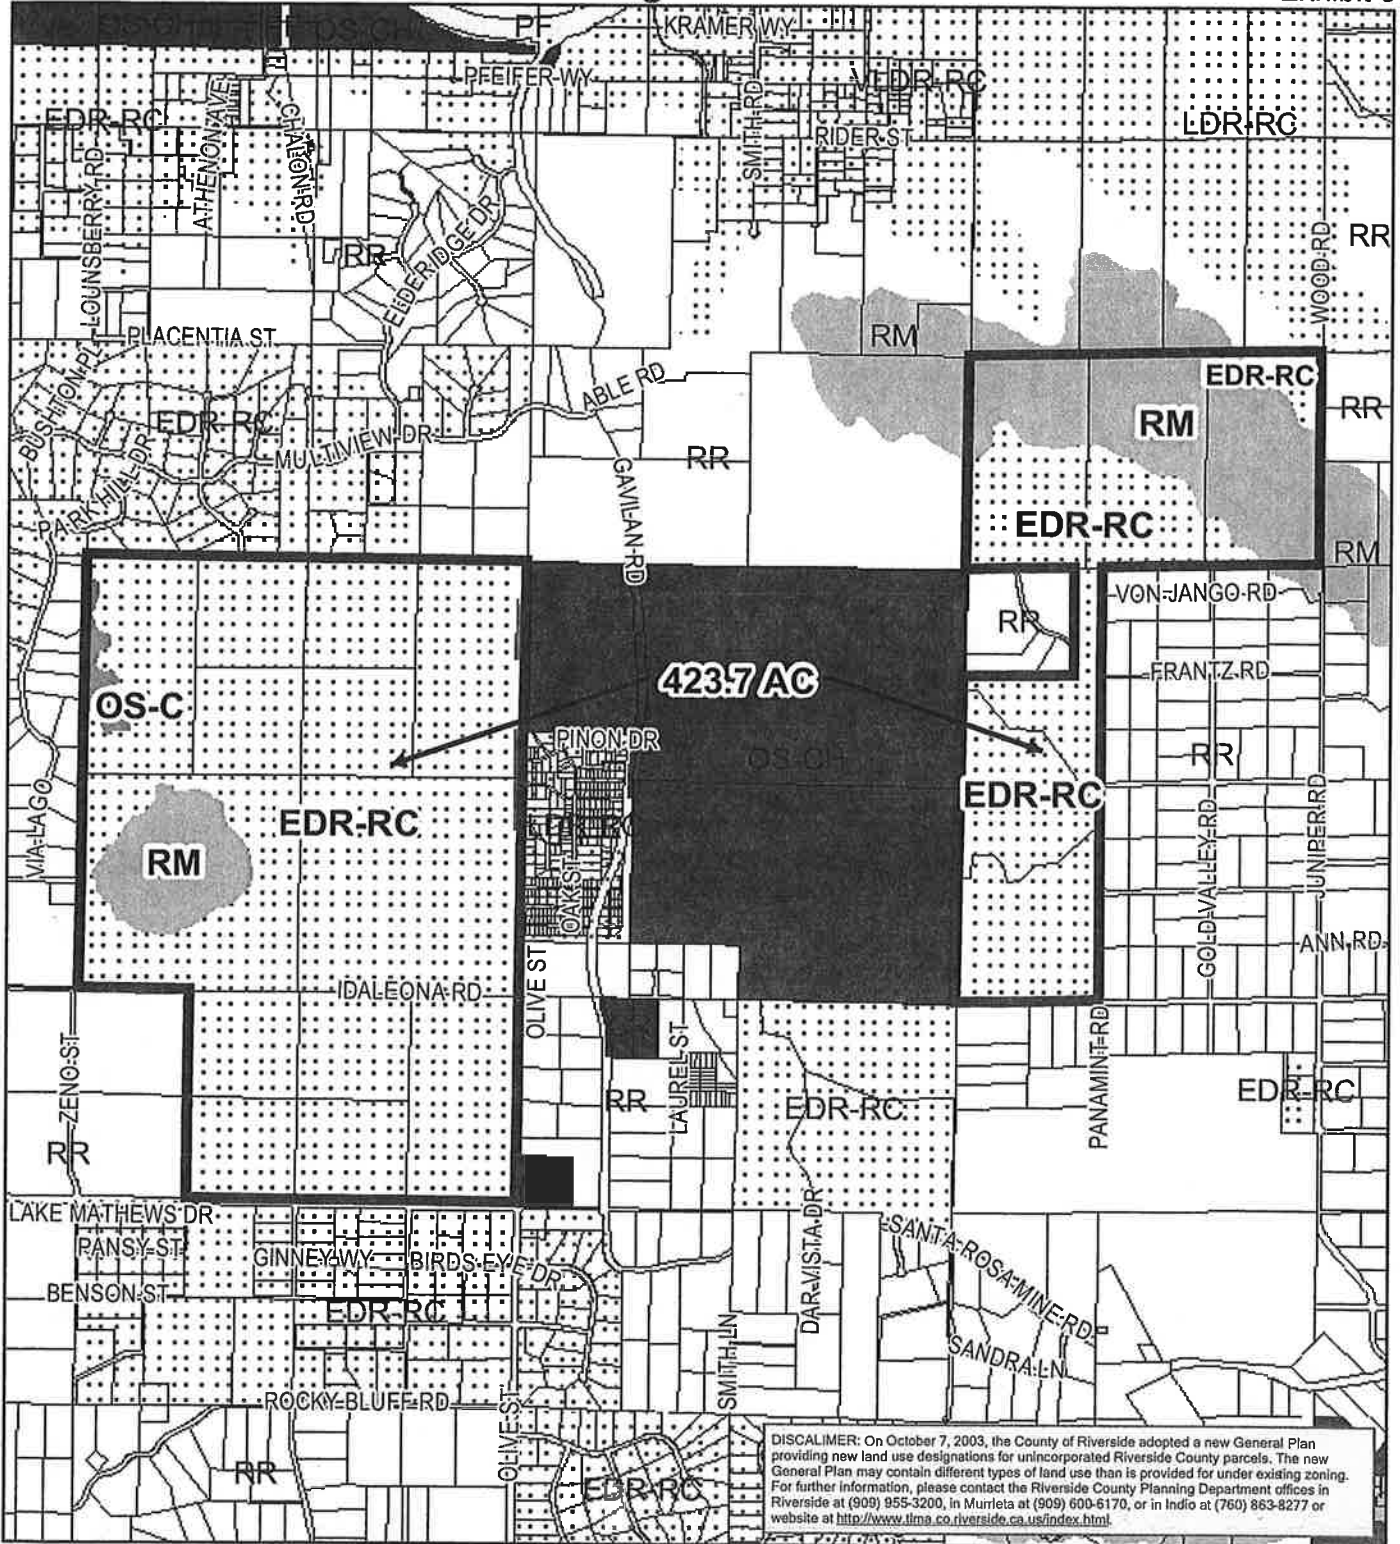 PF
KRAMER WY
PFEIFER WY
VLDR-RC
EDR-RC
LDR-RC
RIDER ST
SMITH RD
ATHENON AVE
CHALON RD
LOUNSBERRY RD
RR
EDGERIDGE DR
RR
WOOD RD
PLACENTIA ST
RM
BUSHTON PL
EDR-RC
ABLE RD
EDR-RC
RR
RM
MULTIVIEW DR
RR
GAVILAN RD
PARK HILL DR
EDR-RC
RM
VON JANGO RD
RR
FRANTZ RD
423.7 AC
OS-C
PINON DR
OS-CH
RR
EDR-RC
EDR-RC
VIA LAGO
RM
OAK ST
GOLD VALLEY RD
JUNIPER RD
ANN RD
IDALEONA RD
OLIVE ST
ZENO ST
LAUREL ST
PANAMINT RD
RR
EDR-RC
EDR-RC
RR
LAKE MATHEWS DR
PANSY ST
GINNEY WY
BIRDS EYE DR
DAR VISTA DR
SANTA ROSA MINE RD
BENSON ST
EDR-RC
SMITH LN
SANDRA LN
ROCKY BLUFF RD
OLIVE ST
RR
EDR-RC
DISCALIMER: On October 7, 2003, the County of Riverside adopted a new General Plan
providing new land use designations for unincorporated Riverside County parcels. The new
General Plan may contain different types of land use than is provided for under existing zoning.
For further information, please contact the Riverside County Planning Department offices in
Riverside at (909) 955-3200, in Murrieta at (909) 600-6170, or in Indio at (760) 863-8277 or
website at http://www.tlma.co.riverside.ca.us/index.html.